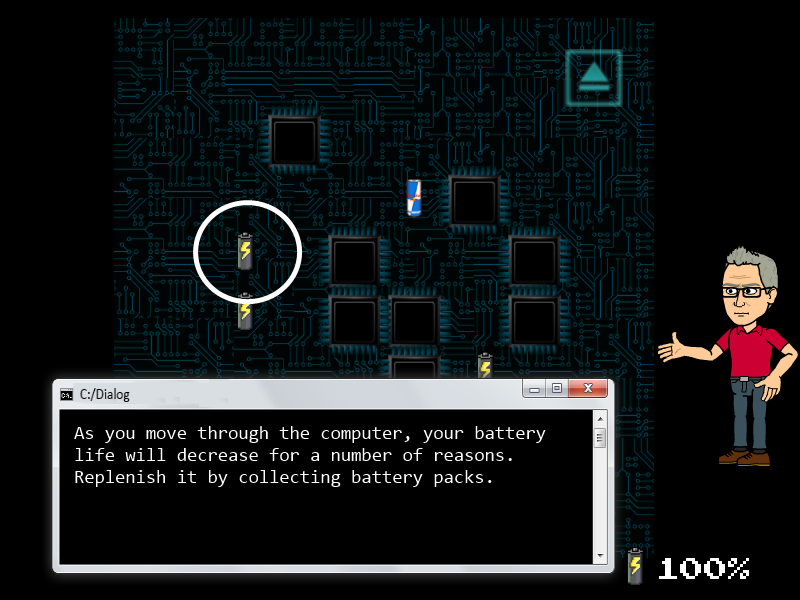 C:/Dialog
As you move through the computer, your battery
life will decrease for a number of reasons.
Replenish it by collecting battery packs.
100%